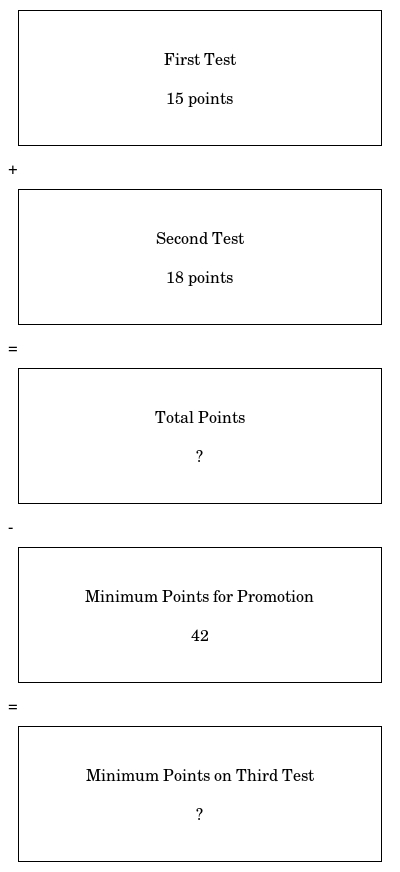 First Test
15 points
+
Second Test
18 points
=
Total Points
?
-
Minimum Points for Promotion
42
=
Minimum Points on Third Test
?